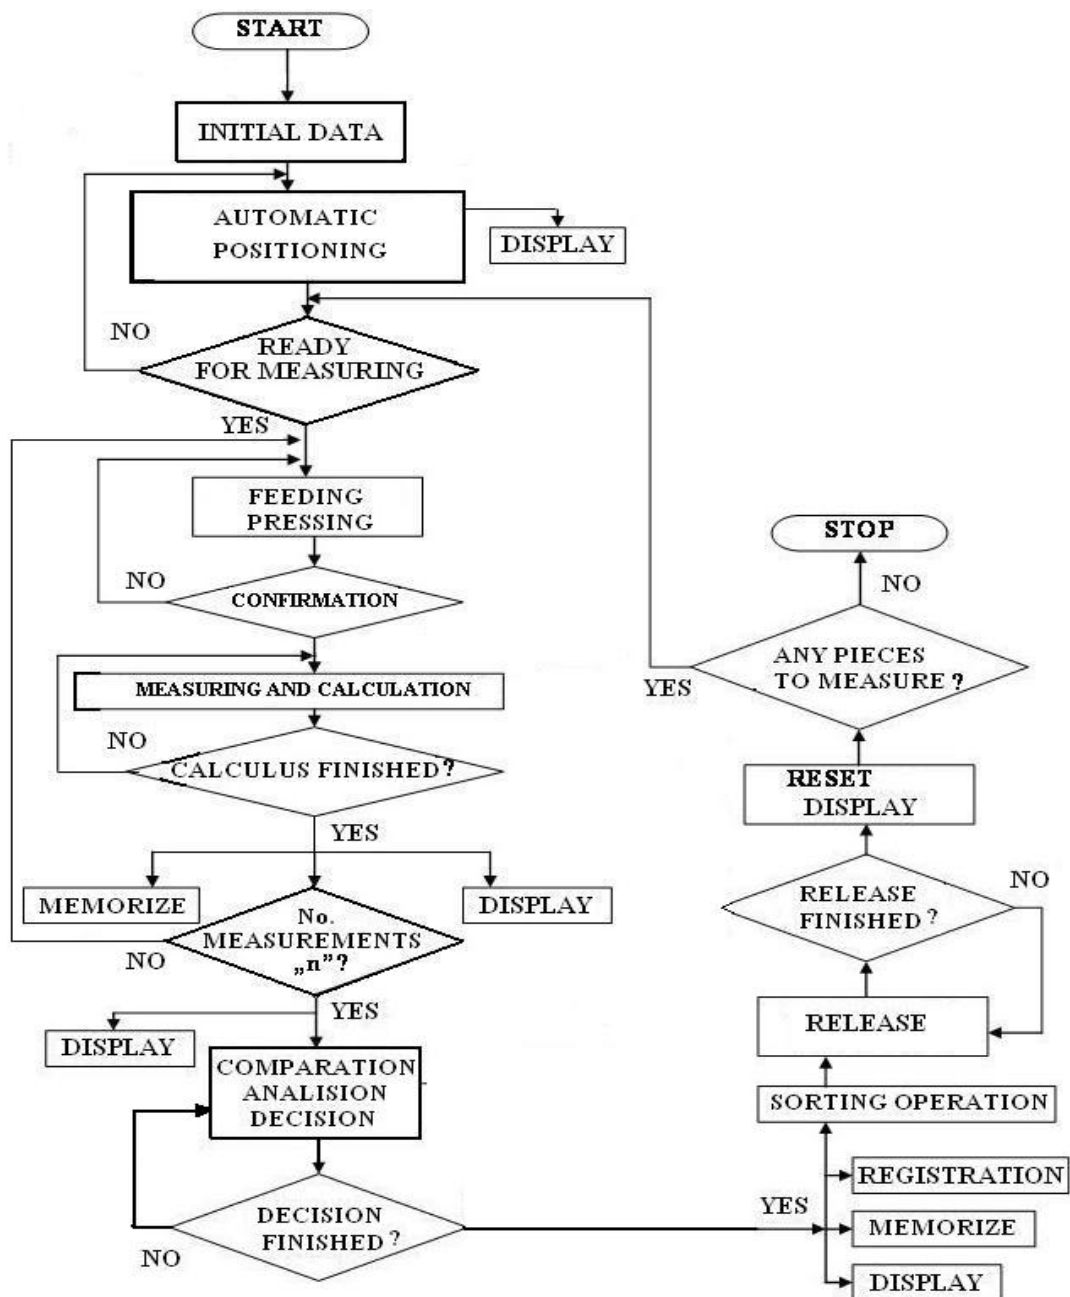 START
INITIAL DATA
AUTOMATIC
POSITIONING
DISPLAY
NO
READY
FOR MEASURING
YES
FEEDING
PRESSING
NO
CONFIRMATION
MEASURING AND CALCULATION
NO
CALCULUS FINISHED?
YES
MEMORIZE
DISPLAY
No.
MEASUREMENTS
„n”?
NO
YES
DISPLAY
COMPARATION
ANALISION
DECISION
DECISION
FINISHED?
NO
YES
REGISTRATION
MEMORIZE
DISPLAY
SORTING OPERATION
RELEASE
RELEASE
FINISHED?
NO
RESET
DISPLAY
ANY PIECES
TO MEASURE?
YES
NO
STOP